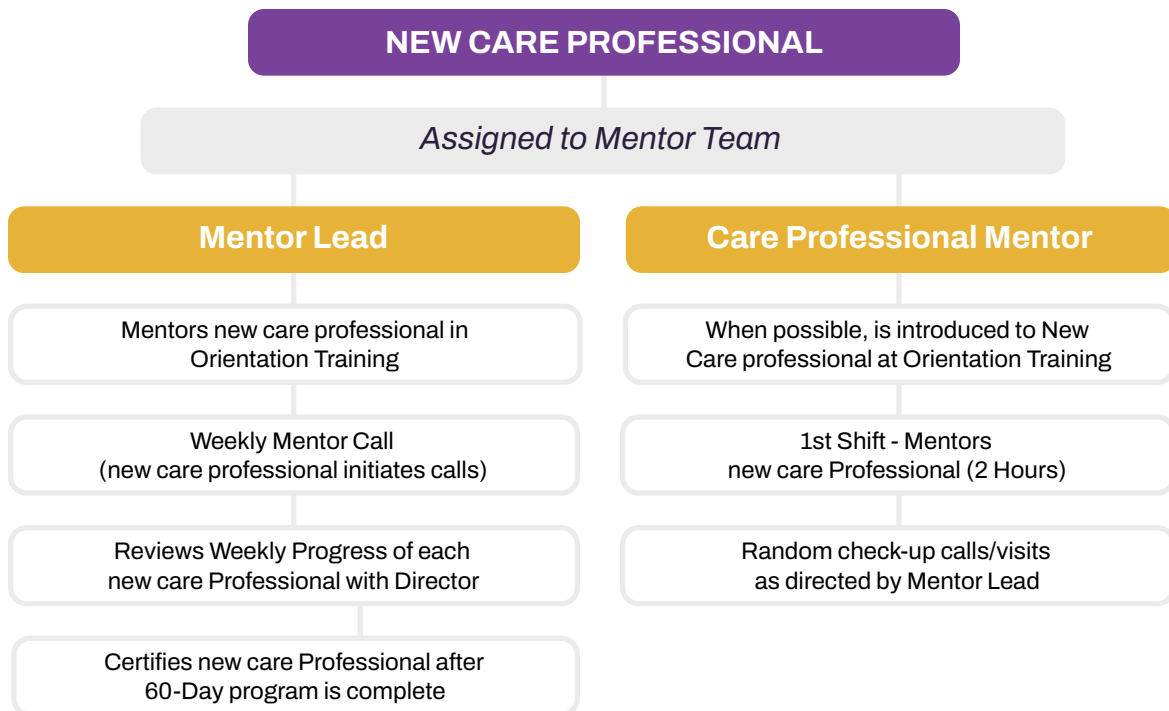 NEW CARE PROFESSIONAL
Assigned to Mentor Team
Mentor Lead
Mentors new care professional in
Orientation Training
Weekly Mentor Call
(new care professional initiates calls)
Reviews Weekly Progress of each
new care Professional with Director
Certifies new care Professional after
60-Day program is complete
Care Professional Mentor
When possible, is introduced to New
Care professional at Orientation Training
1st Shift - Mentors
new care Professional (2 Hours)
Random check-up calls/visits
as directed by Mentor Lead